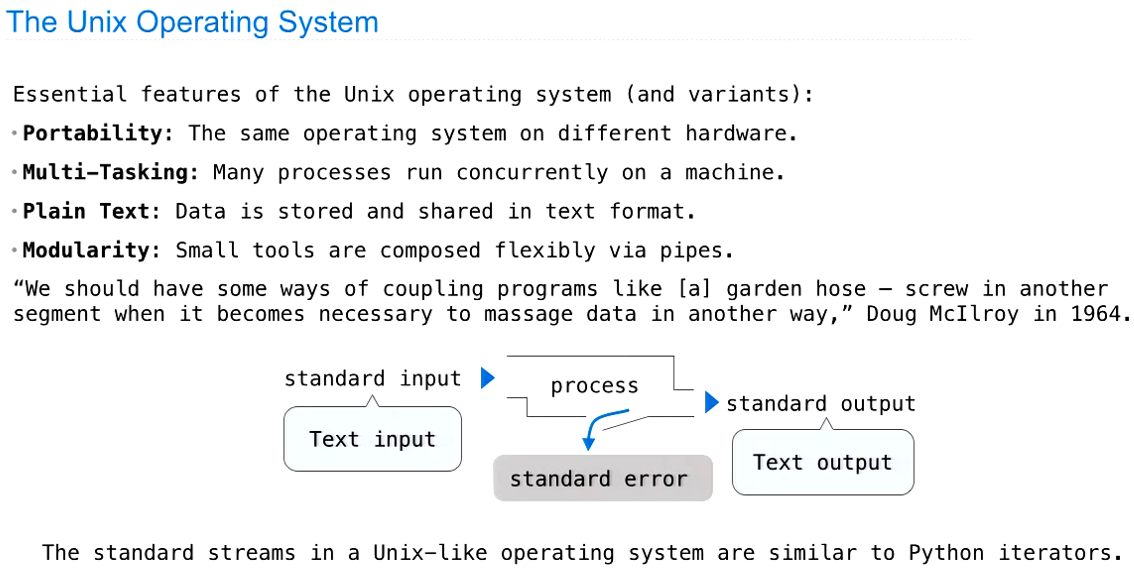 The Unix Operating System
Essential features of the Unix operating system (and variants):
• Portability: The same operating system on different hardware.
• Multi-Tasking: Many processes run concurrently on a machine.
• Plain Text: Data is stored and shared in text format.
• Modularity: Small tools are composed flexibly via pipes.
“We should have some ways of coupling programs like [a] garden hose – screw in another
segment when it becomes necessary to massage data in another way,” Doug McIlroy in 1964.
standard input
process
standard output
Text input
Text output
standard error
The standard streams in a Unix-like operating system are similar to Python iterators.